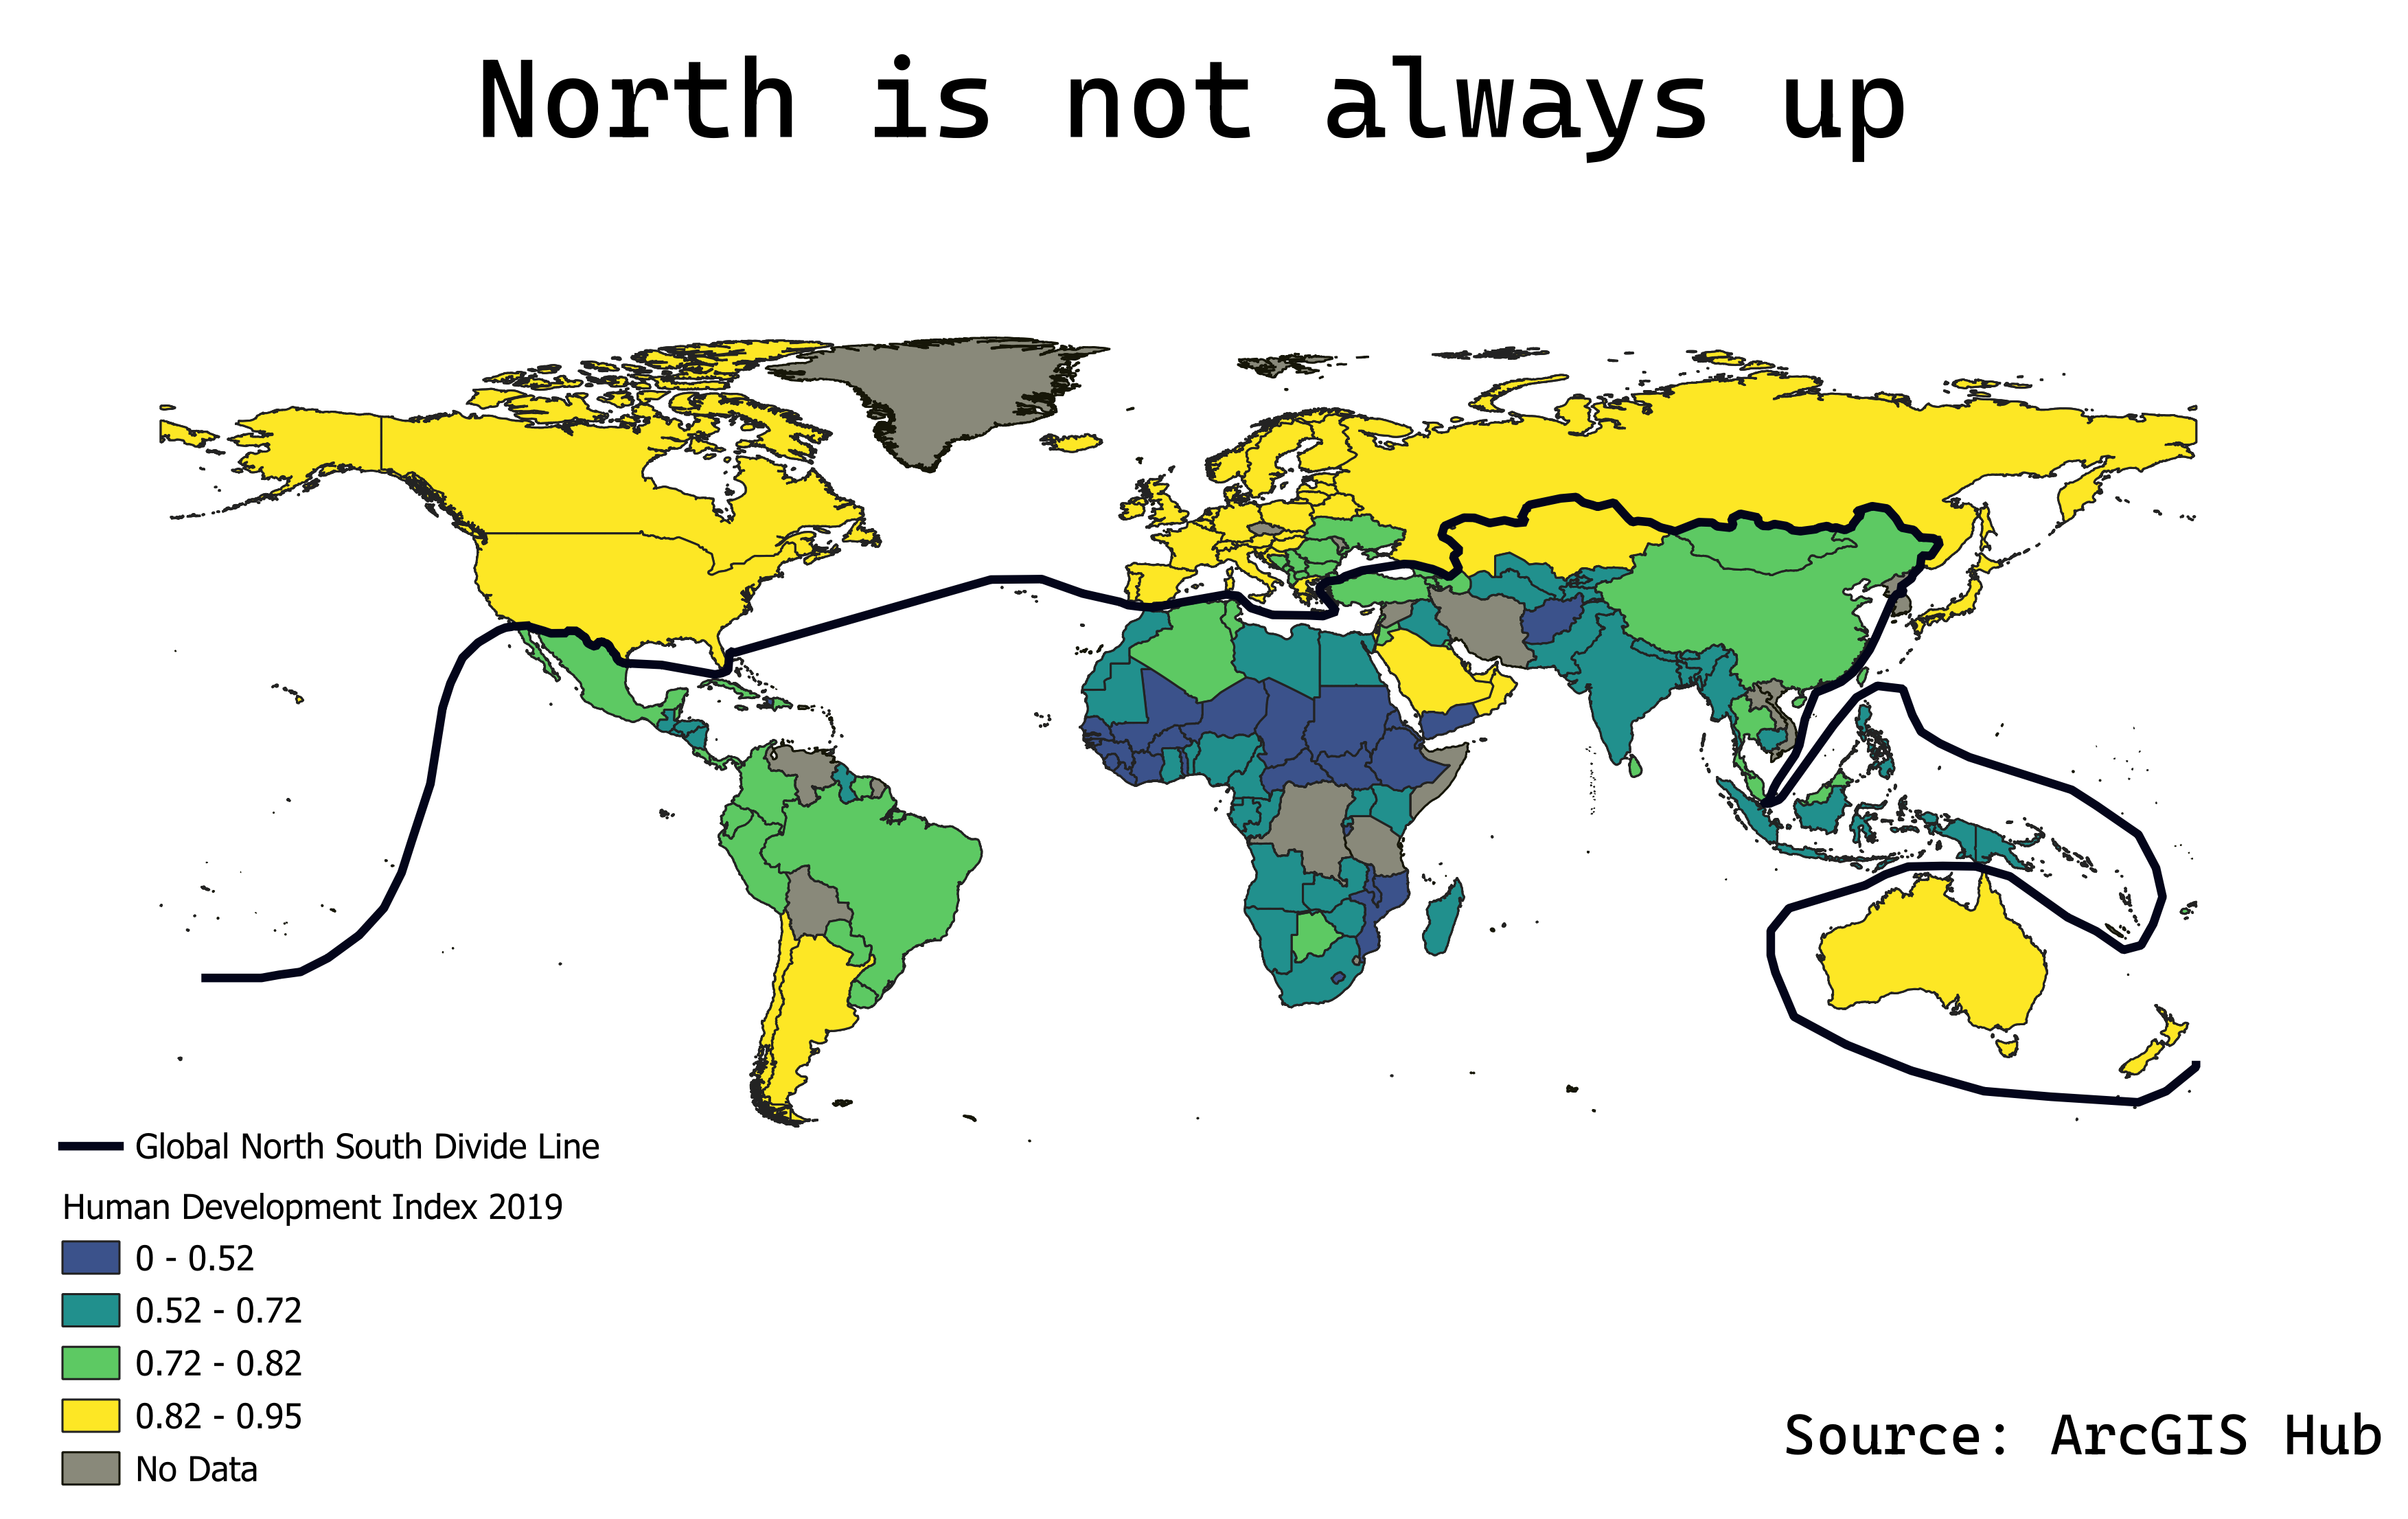 North is not always up
Global North South Divide Line
Human Development Index 2019
0 - 0.52
0.52 - 0.72
0.72 - 0.82
0.82 - 0.95
No Data
Source: ArcGIS Hub